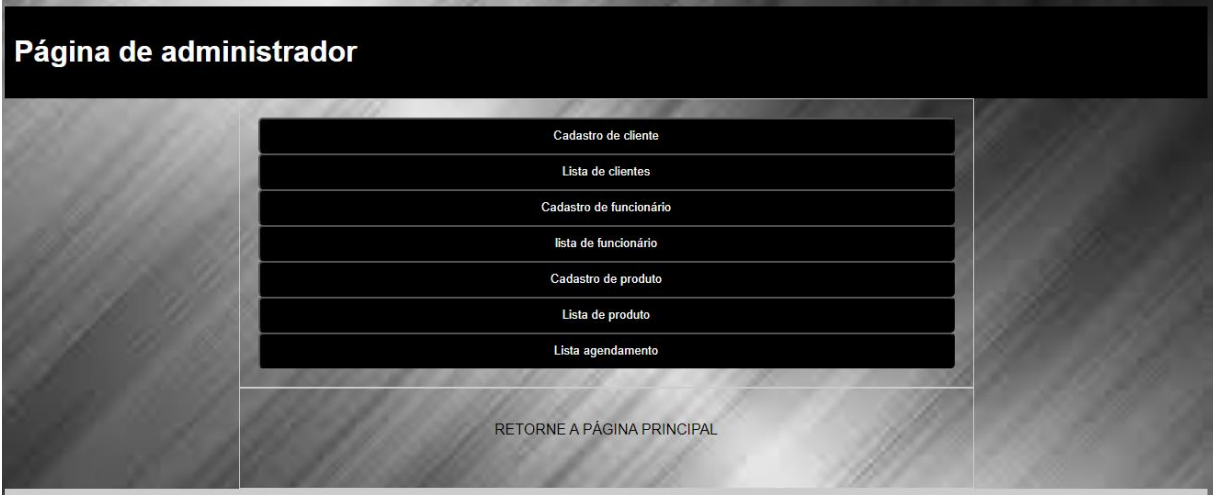 Página de administrador
Cadastro de cliente
Lista de clientes
Cadastro de funcionário
lista de funcionário
Cadastro de produto
Lista de produto
Lista agendamento
RETORNE A PÁGINA PRINCIPAL